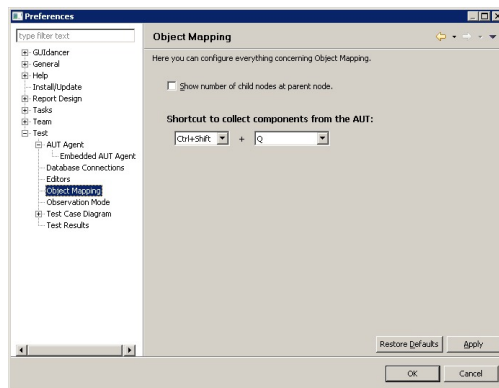 Preferences
type filter text
GUIdancer
General
Help
Install/Update
Report Design
Tasks
Team
Test
AUT Agent
Embedded AUT Agent
Database Connections
Editors
Object Mapping
Observation Mode
Test Case Diagram
Test Results
Object Mapping
Here you can configure everything concerning Object Mapping.
Show number of child nodes at parent node.
Shortcut to collect components from the AUT:
Ctrl+Shift + Q
Restore Defaults Apply
OK Cancel